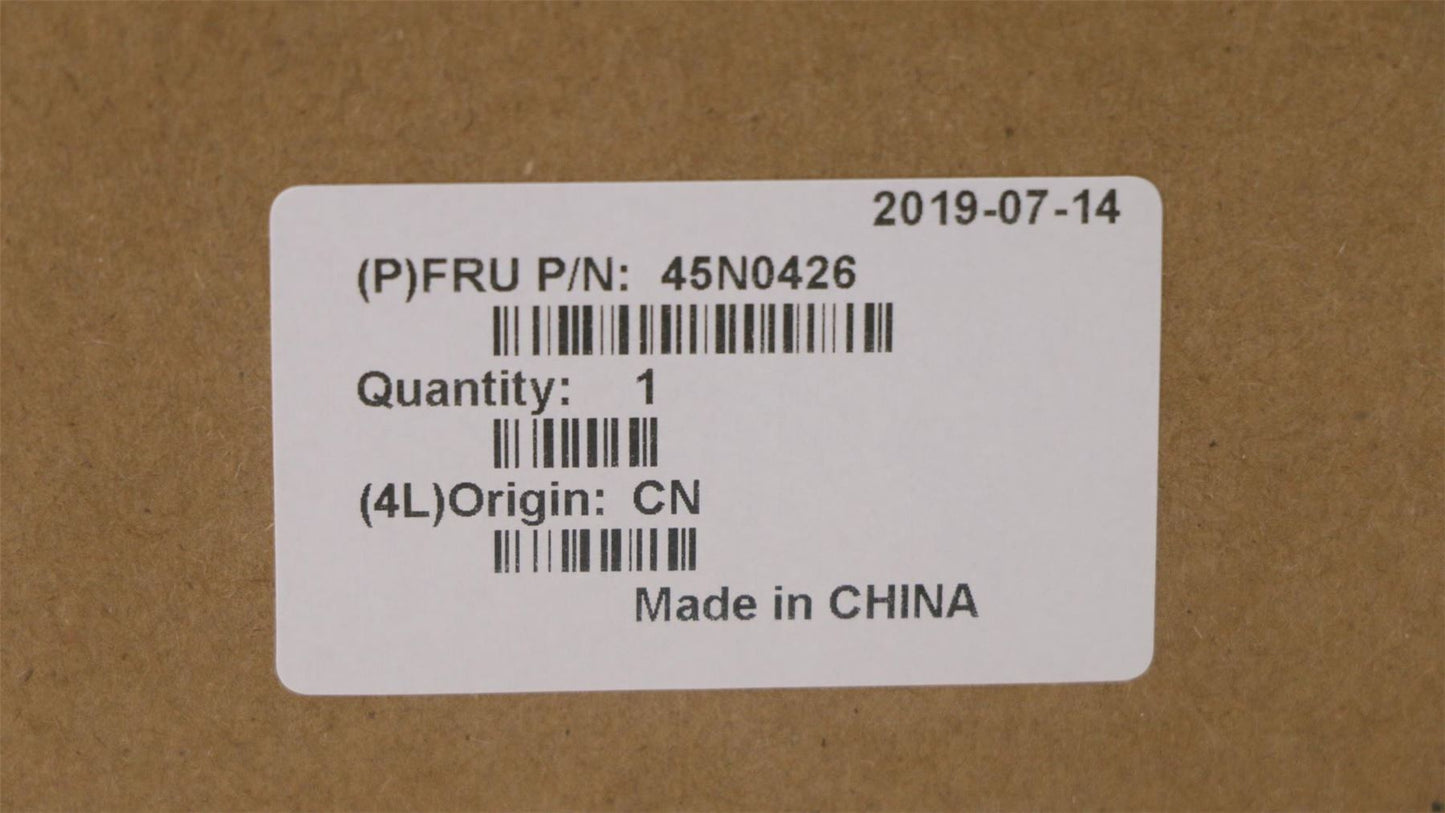 2019-07-14
(P)FRU P/N: 45N0426
Quantity: 1
(4L)Origin: CN
Made in CHINA